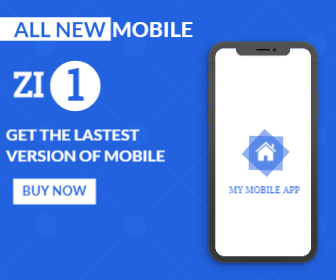 ALL NEW MOBILE
ZI 1
GET THE LASTEST
VERSION OF MOBILE
BUY NOW
MY MOBILE APP